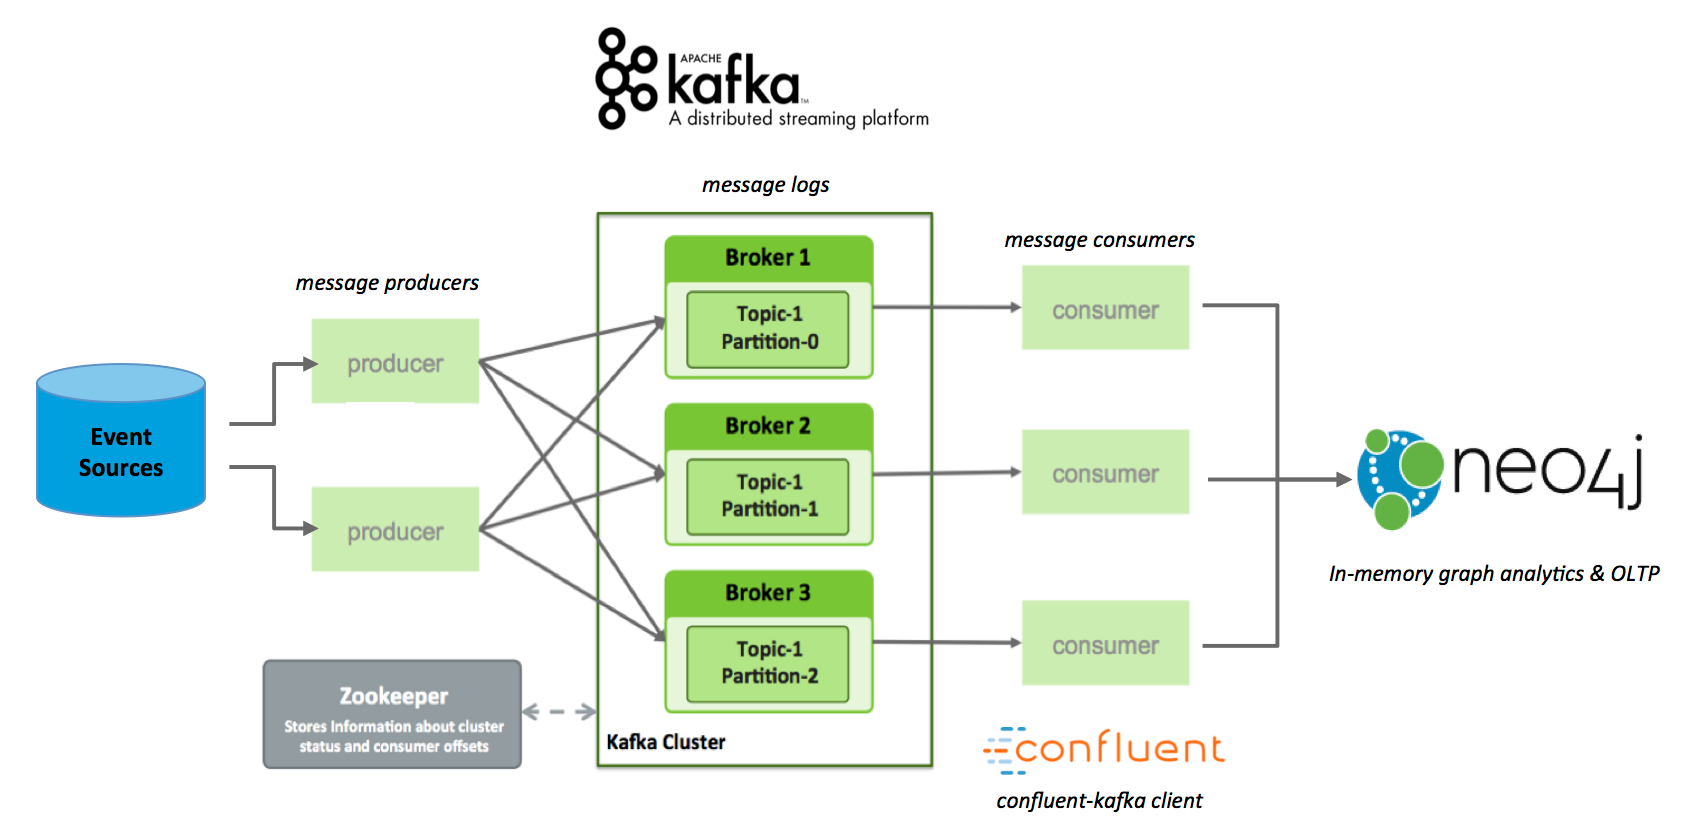 APACHE
kafka™
A distributed streaming platform
message logs
message producers
message consumers
Event
Sources
producer
producer
Broker 1
Topic-1
Partition-0
Broker 2
Topic-1
Partition-1
Broker 3
Topic-1
Partition-2
Kafka Cluster
Zookeeper
Stores Information about cluster
status and consumer offsets
consumer
consumer
consumer
confluent
confluent-kafka client
neo4j
In-memory graph analytics & OLTP